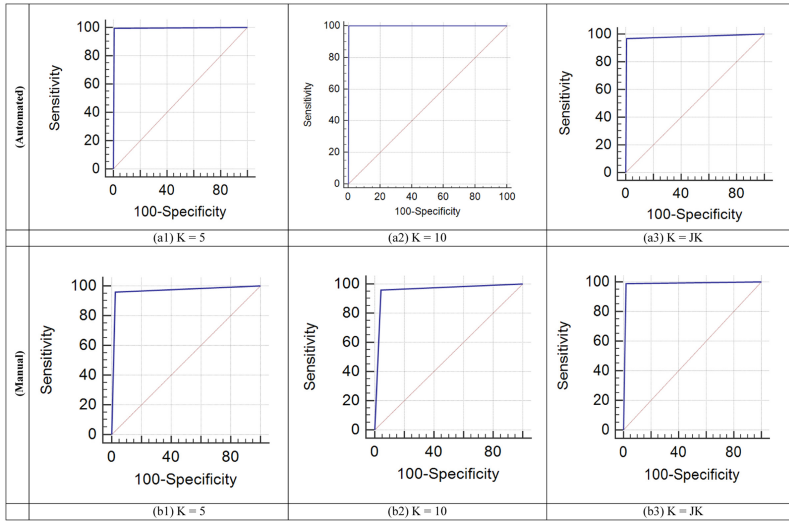 (Automated)
100
80
60
40
20
0
Sensitivity
0 40 80
100-Specificity
100
80
60
40
20
0
Sensitivity
0 20 40 60 80 100
100-Specificity
100
80
60
40
20
0
Sensitivity
0 40 80
100-Specificity
(a1) K = 5
(a2) K = 10
(a3) K = JK
(Manual)
100
80
60
40
20
0
Sensitivity
0 40 80
100-Specificity
100
80
60
40
20
0
Sensitivity
0 40 80
100-Specificity
100
80
60
40
20
0
Sensitivity
0 40 80
100-Specificity
(b1) K = 5
(b2) K = 10
(b3) K = JK